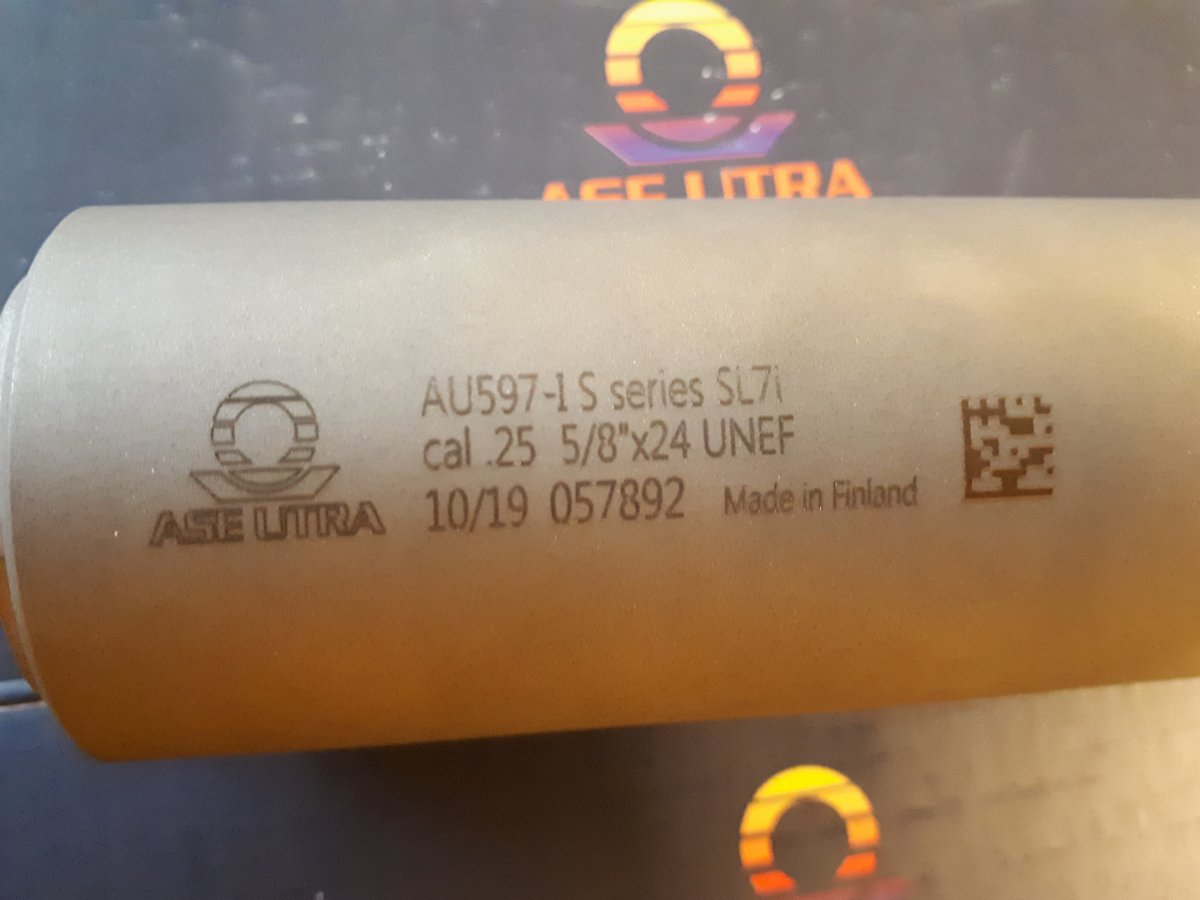 ASE UTRA
AU597-1 S series SL7i
cal .25 5/8"x24 UNEF
10/19 057892 Made in Finland
ASE UTRA